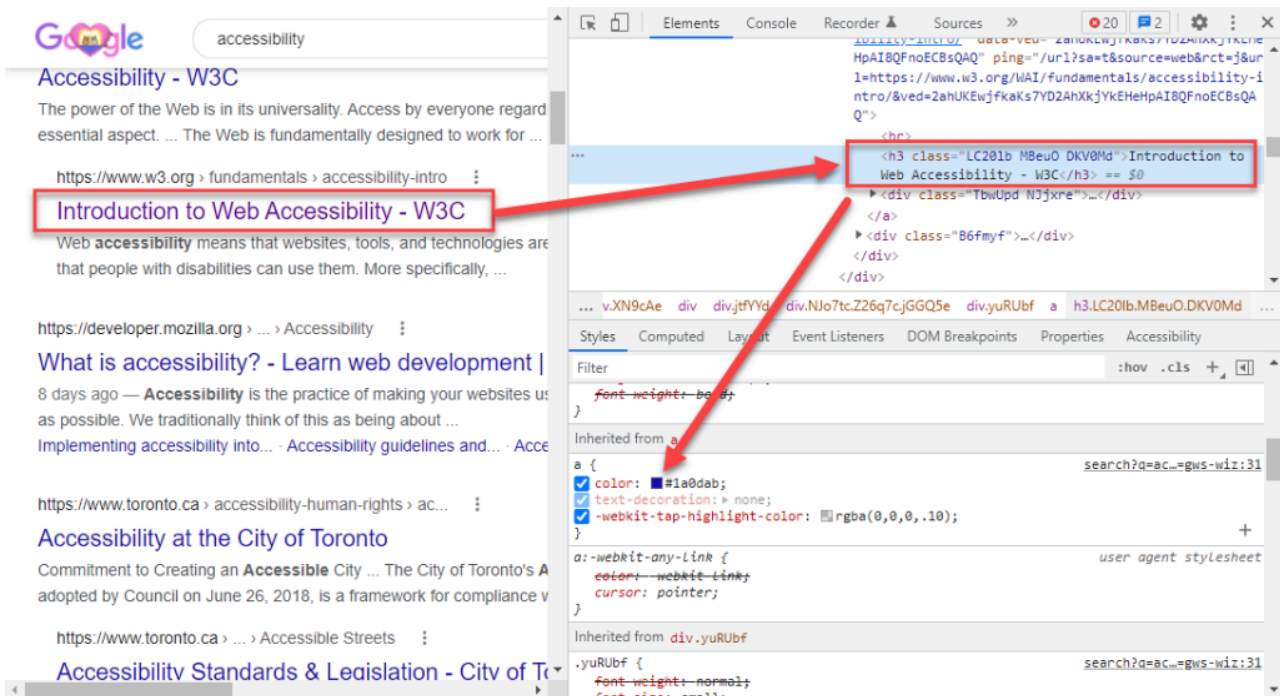 Google
accessibility
Accessibility - W3C
The power of the Web is in its universality. Access by everyone regard
essential aspect. ... The Web is fundamentally designed to work for ...
https://www.w3.org › fundamentals › accessibility-intro
Introduction to Web Accessibility - W3C
Web accessibility means that websites, tools, and technologies are
that people with disabilities can use them. More specifically, ...
https://developer.mozilla.org › ... › Accessibility
What is accessibility? - Learn web development |
8 days ago — Accessibility is the practice of making your websites us
as possible. We traditionally think of this as being about ...
Implementing accessibility into... · Accessibility guidelines and... · Acce
https://www.toronto.ca › accessibility-human-rights › ac...
Accessibility at the City of Toronto
Commitment to Creating an Accessible City ... The City of Toronto's A
adopted by Council on June 26, 2018, is a framework for compliance w
https://www.toronto.ca › ... › Accessible Streets
Accessibility Standards & Legislation - City of To
Elements Console Recorder Sources » 20 2
HpAI8QFnoECBsQAQ" ping="/url?sa=t&source=web&rct=j&ur
l=https://www.w3.org/WAI/fundamentals/accessibility-i
ntro/&ved=2ahUKEwjfkaKs7YD2AhXkjYkEHeHpAI8QFnoECBsQA
Q">
<br>
<h3 class="LC20lb MBeuO DKV0Md">Introduction to
Web Accessibility - W3C</h3> == $0
<div class="TbwUpd NJjxre">…</div>
</a>
<div class="B6fmyf">…</div>
</div>
</div>
... v.XN9cAe div div.jtfYYd div.NJo7tc.Z26q7c.jGGQ5e div.yuRUbf a h3.LC20lb.MBeuO.DKV0Md ...
Styles Computed Layout Event Listeners DOM Breakpoints Properties Accessibility
Filter :hov .cls +
font-weight: bold;
}
Inherited from a
a { search?q=ac…=gws-wiz:31
color: #1a0dab;
text-decoration: none;
-webkit-tap-highlight-color: rgba(0,0,0,.10);
}
a:-webkit-any-link { user agent stylesheet
color: -webkit-link;
cursor: pointer;
}
Inherited from div.yuRUbf
.yuRUbf { search?q=ac…=gws-wiz:31
font-weight: normal;
font-size: small;